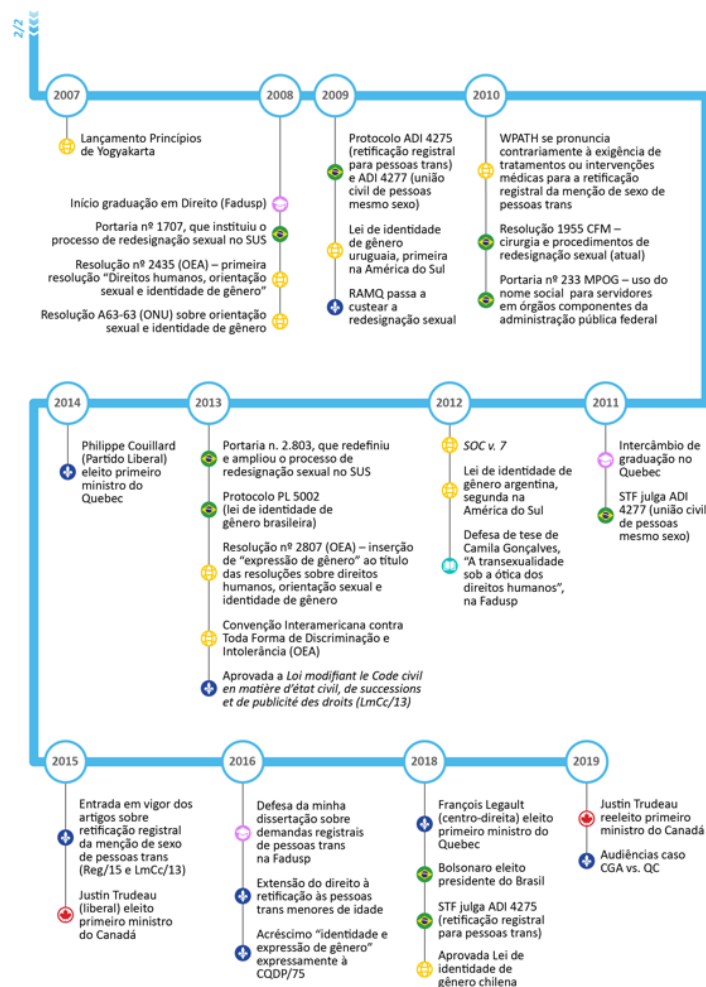 2/2
2007
Lançamento Princípios
de Yogyakarta
2008
Início graduação em Direito (Fadusp)
Portaria nº 1707, que instituiu o
processo de redesignação sexual no SUS
Resolução nº 2435 (OEA) – primeira
resolução “Direitos humanos, orientação
sexual e identidade de gênero”
Resolução A63-63 (ONU) sobre orientação
sexual e identidade de gênero
2009
Protocolo ADI 4275
(retificação registral
para pessoas trans)
e ADI 4277 (união
civil de pessoas
mesmo sexo)
Lei de identidade
de gênero
uruguaia, primeira
na América do Sul
RAMQ passa a
custear a
redesignação sexual
2010
WPATH se pronuncia
contrariamente à exigência de
tratamentos ou intervenções
médicas para a retificação
registral da menção de sexo de
pessoas trans
Resolução 1955 CFM –
cirurgia e procedimentos de
redesignação sexual (atual)
Portaria nº 233 MPOG – uso do
nome social para servidores
em órgãos componentes da
administração pública federal
2014
Philippe Couillard
(Partido Liberal)
eleito primeiro
ministro do
Quebec
2013
Portaria n. 2.803, que redefiniu
e ampliou o processo de
redesignação sexual no SUS
Protocolo PL 5002
(lei de identidade de
gênero brasileira)
Resolução nº 2807 (OEA) – inserção
de “expressão de gênero” ao título
das resoluções sobre direitos
humanos, orientação sexual e
identidade de gênero
Convenção Interamericana contra
Toda Forma de Discriminação e
Intolerância (OEA)
Aprovada a Loi modifiant le Code civil
en matière d’état civil, de successions
et de publicité des droits (LmCc/13)
2012
SOC v. 7
Lei de identidade de
gênero argentina,
segunda na
América do Sul
Defesa de tese de
Camila Gonçalves,
“A transexualidade
sob a ótica dos
direitos humanos”,
na Fadusp
2011
Intercâmbio de
graduação no
Quebec
STF julga ADI
4277 (união civil
de pessoas
mesmo sexo)
2015
Entrada em vigor dos
artigos sobre
retificação registral
da menção de sexo
de pessoas trans
(Reg/15 e LmCc/13)
Justin Trudeau
(liberal) eleito
primeiro ministro
do Canadá
2016
Defesa da minha
dissertação sobre
demandas registrais
de pessoas trans
na Fadusp
Extensão do direito à
retificação às pessoas
trans menores de idade
Acréscimo “identidade e
expressão de gênero”
expressamente à
CQDP/75
2018
François Legault
(centro-direita) eleito
primeiro ministro do
Quebec
Bolsonaro eleito
presidente do Brasil
STF julga ADI 4275
(retificação registral
para pessoas trans)
Aprovada Lei de
identidade de
gênero chilena
2019
Justin Trudeau
reeleito primeiro
ministro do Canadá
Audiências caso
CGA vs. QC